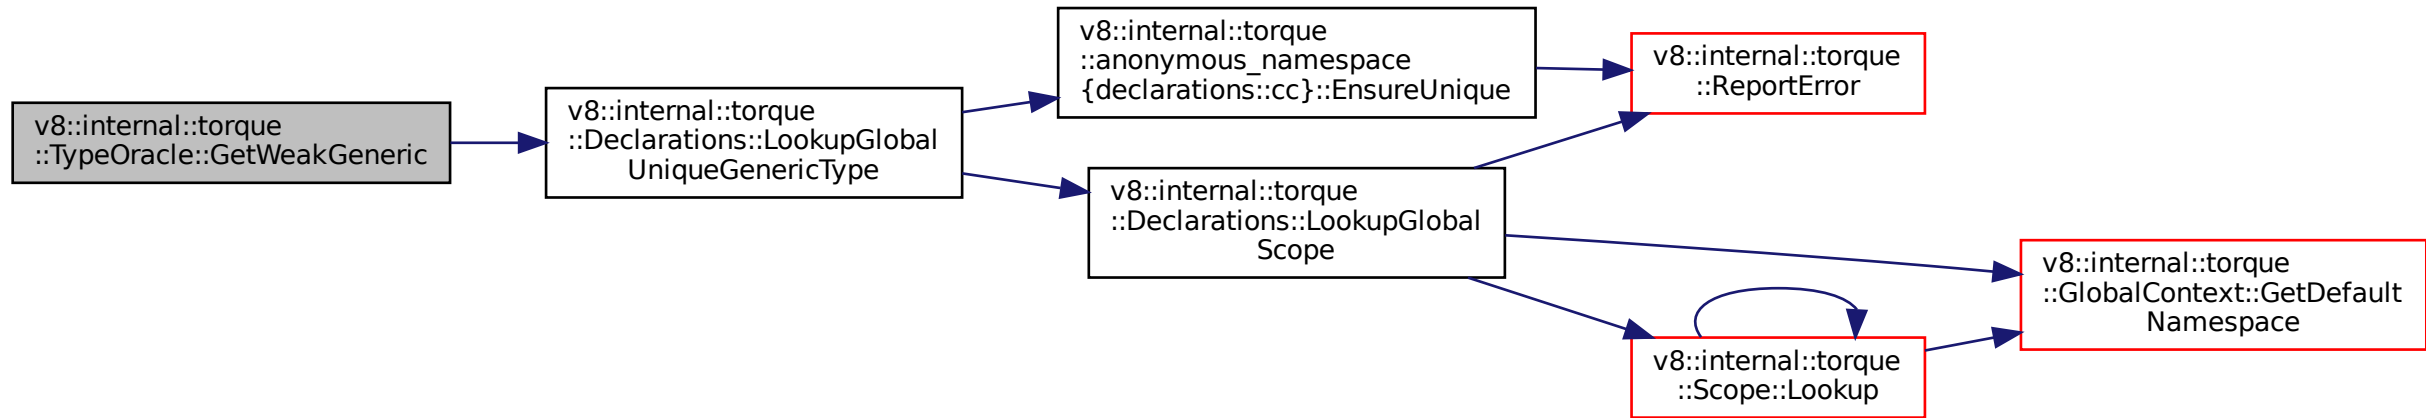 v8::internal::torque
::TypeOracle::GetWeakGeneric
v8::internal::torque
::Declarations::LookupGlobal
UniqueGenericType
v8::internal::torque
::anonymous_namespace
{declarations::cc}::EnsureUnique
v8::internal::torque
::ReportError
v8::internal::torque
::Declarations::LookupGlobal
Scope
v8::internal::torque
::GlobalContext::GetDefault
Namespace
v8::internal::torque
::Scope::Lookup